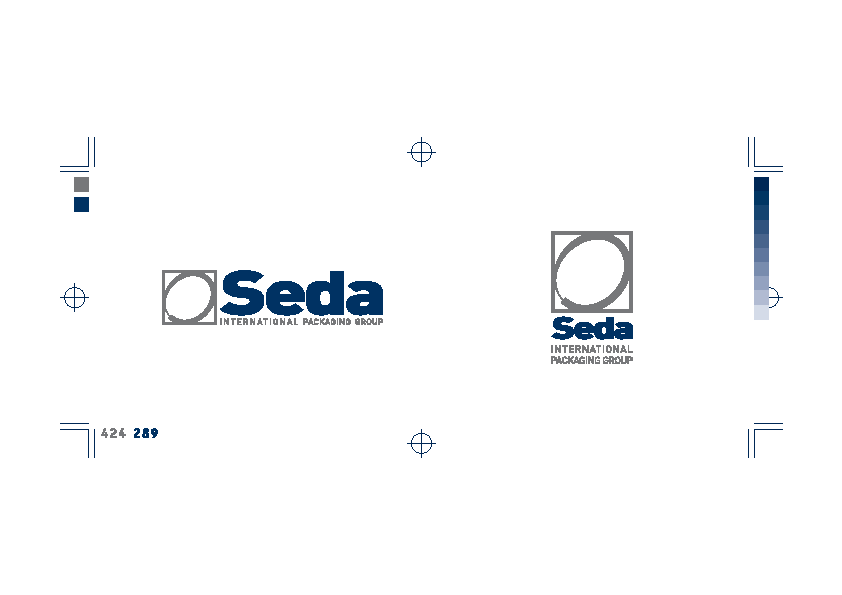 Seda
INTERNATIONAL PACKAGING GROUP
Seda
INTERNATIONAL
PACKAGING GROUP
424 289